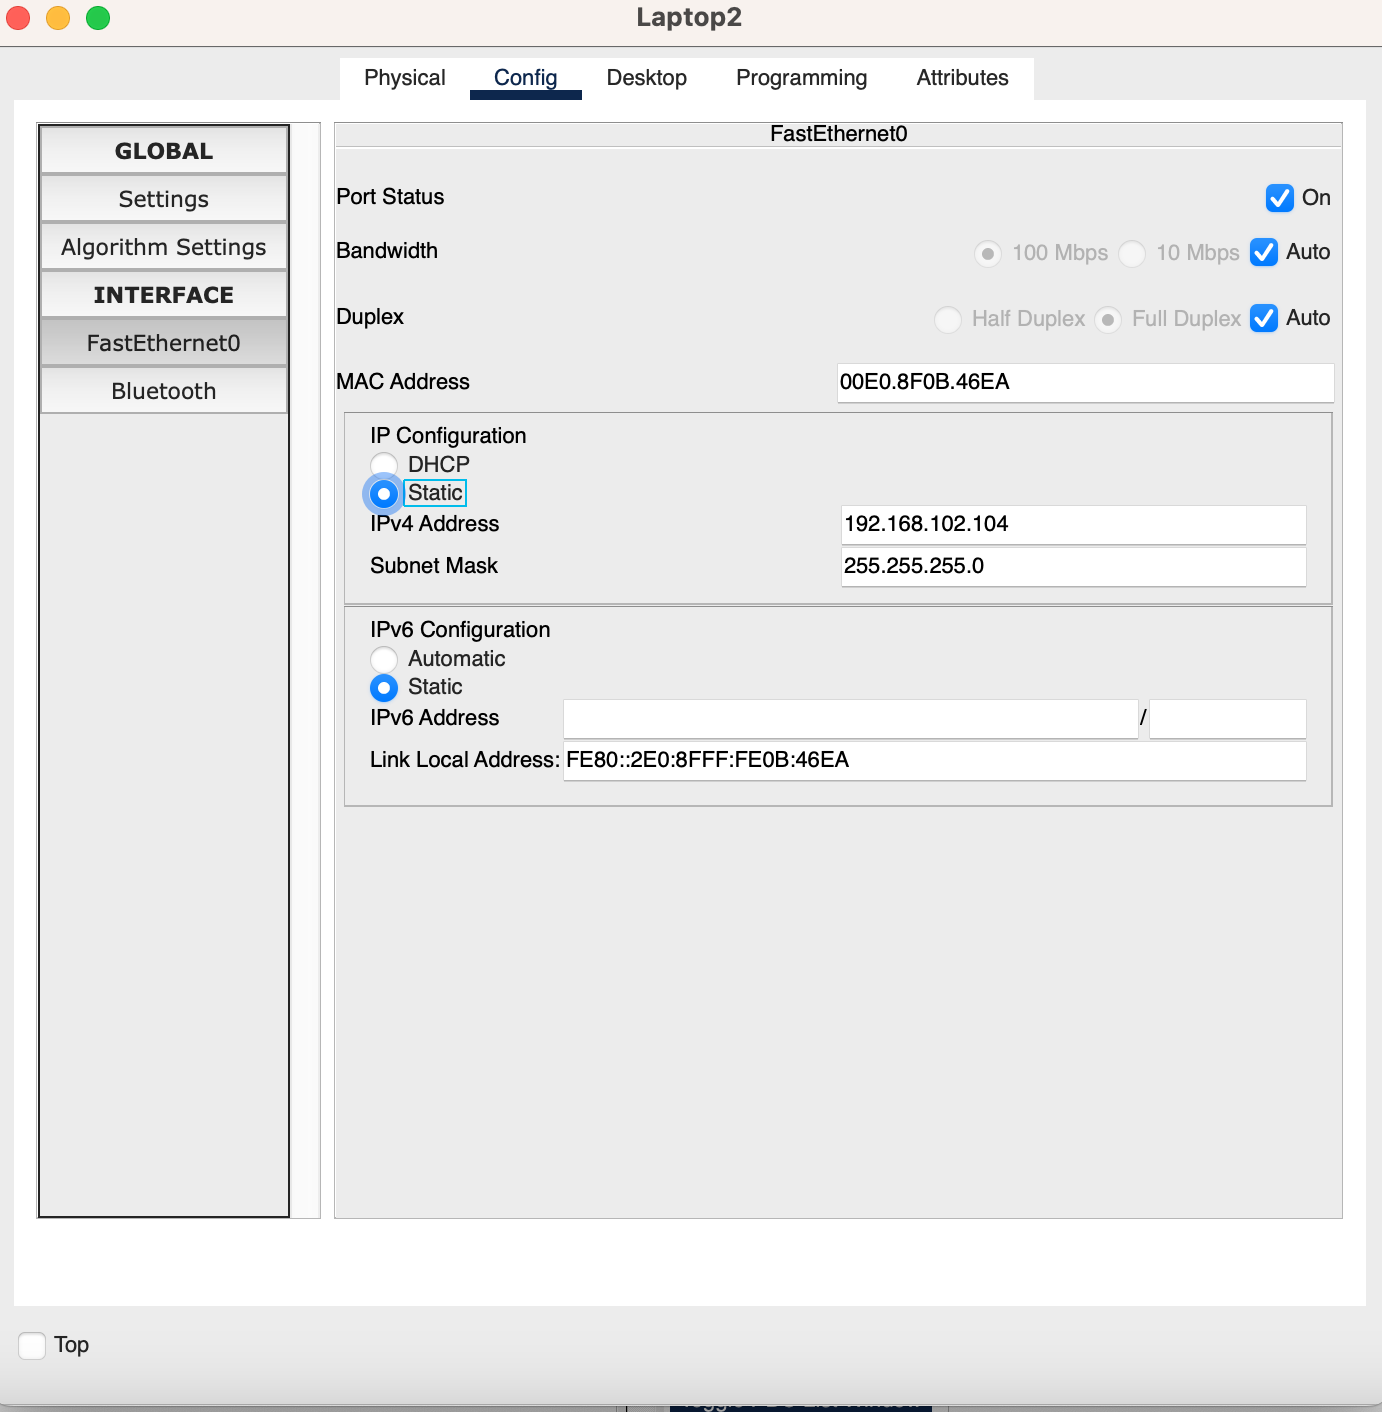 Laptop2
Physical Config Desktop Programming Attributes
GLOBAL
Settings
Algorithm Settings
INTERFACE
FastEthernet0
Bluetooth
FastEthernet0
Port Status On
Bandwidth 100 Mbps 10 Mbps Auto
Duplex Half Duplex Full Duplex Auto
MAC Address 00E0.8F0B.46EA
IP Configuration
DHCP
Static
IPv4 Address 192.168.102.104
Subnet Mask 255.255.255.0
IPv6 Configuration
Automatic
Static
IPv6 Address /
Link Local Address: FE80::2E0:8FFF:FE0B:46EA
Top